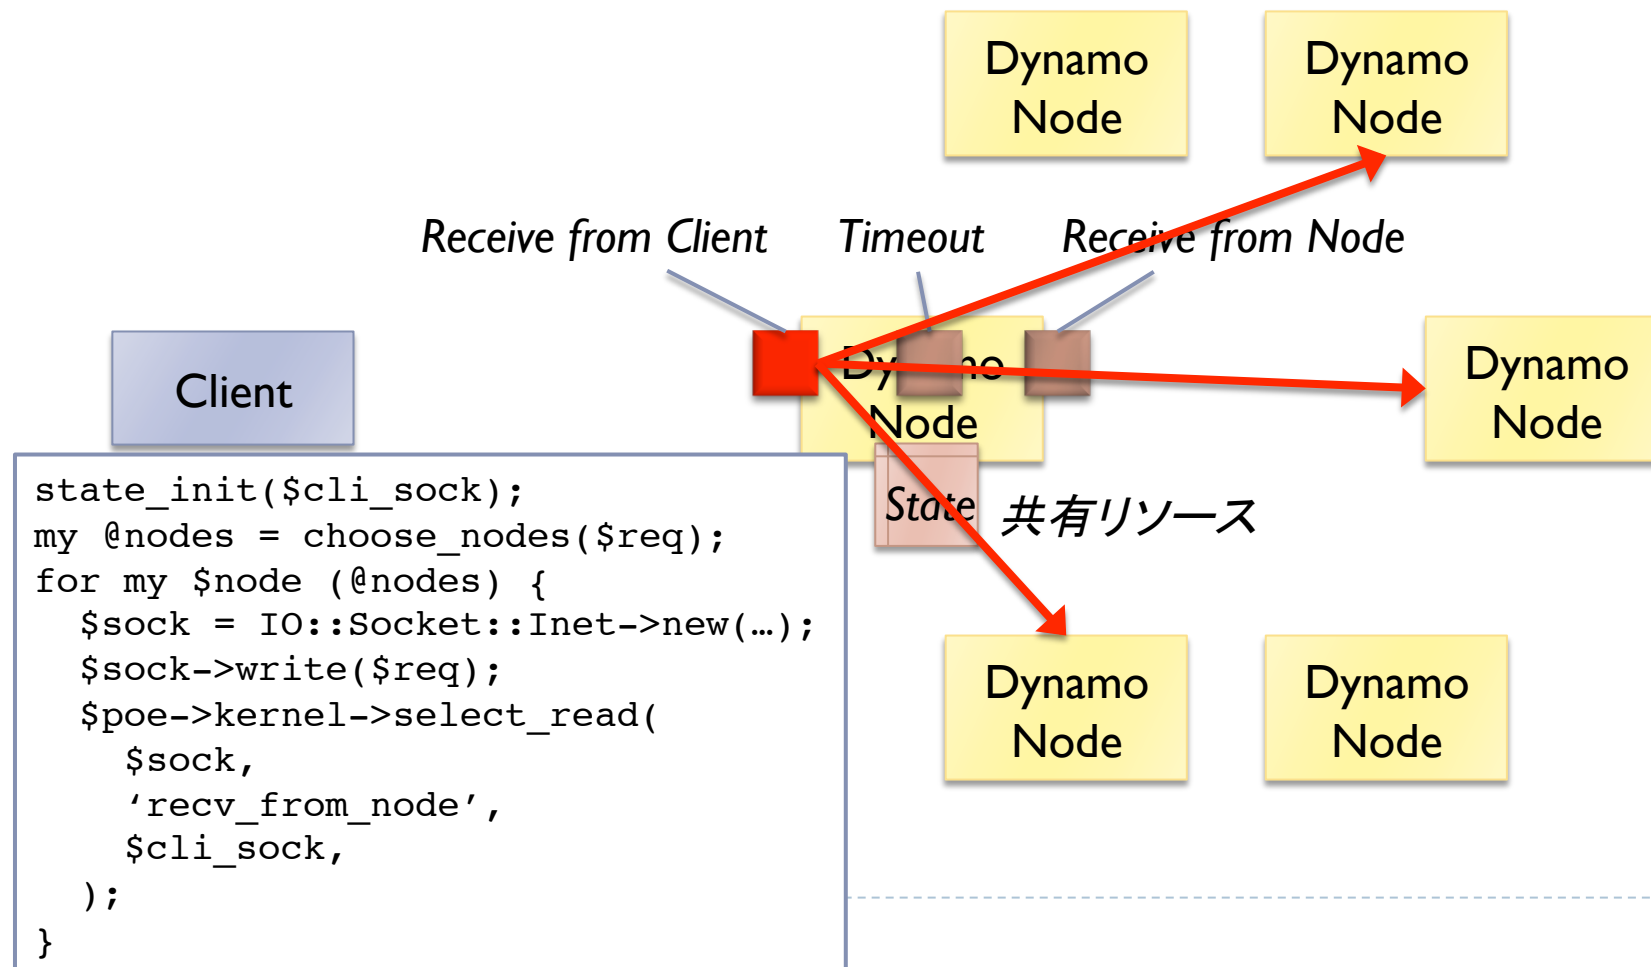 Dynamo
Node
Dynamo
Node
Receive from Client
Timeout
Receive from Node
Client
Dynamo
Node
Dynamo
Node
State
共有リソース
state_init($cli_sock);
my @nodes = choose_nodes($req);
for my $node (@nodes) {
  $sock = IO::Socket::Inet->new(…);
  $sock->write($req);
  $poe->kernel->select_read(
    $sock,
    ‘recv_from_node’,
    $cli_sock,
  );
}
Dynamo
Node
Dynamo
Node